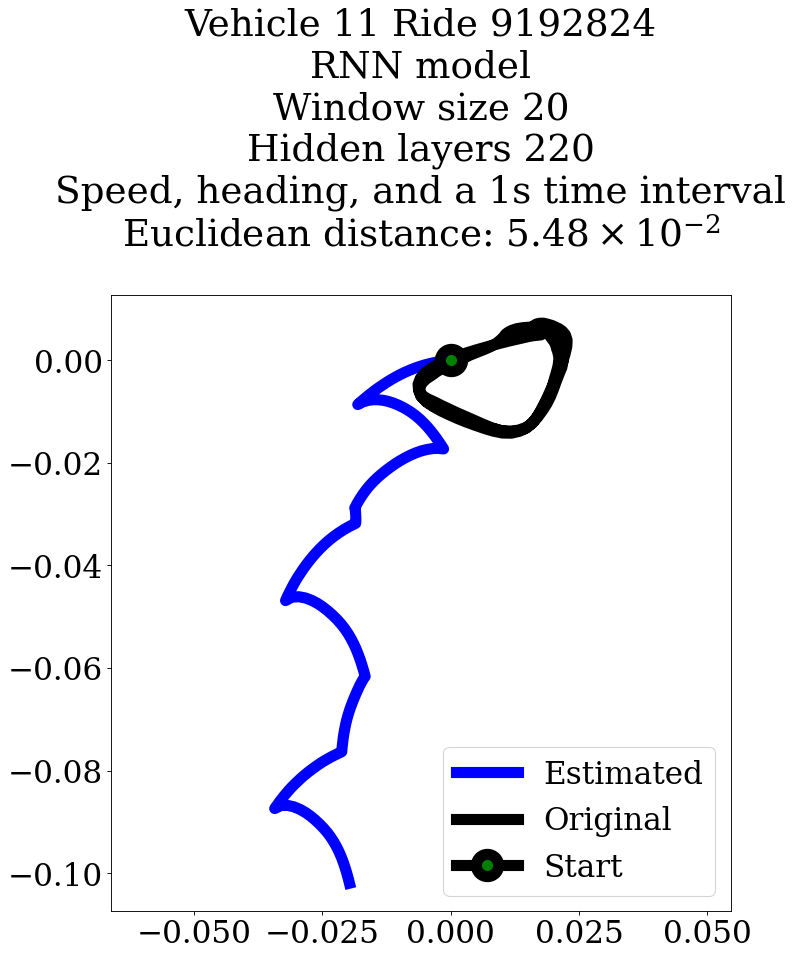 Vehicle 11 Ride 9192824
RNN model
Window size 20
Hidden layers 220
Speed, heading, and a 1s time interval
Euclidean distance: 5.48 × 10⁻²
0.00
−0.02
−0.04
−0.06
−0.08
−0.10
Estimated
Original
Start
−0.050 −0.025 0.000 0.025 0.050